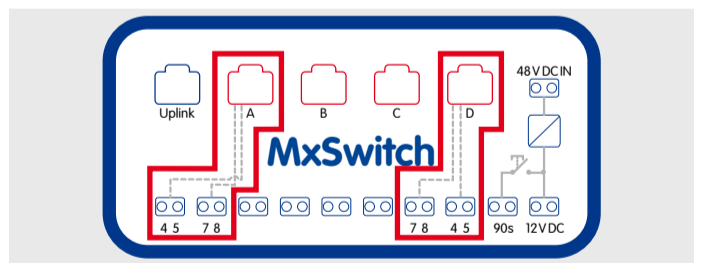 48 V DC IN
Uplink A B C D
MxSwitch
4 5 7 8 7 8 4 5 90s 12 V DC